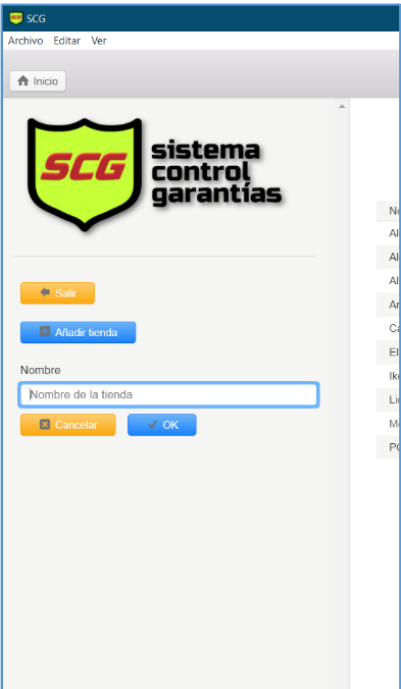 SCG
Archivo Editar Ver
Inicio
SCG
sistema
control
garantías
Salir
Añadir tienda
Nombre
Nombre de la tienda
Cancelar
OK